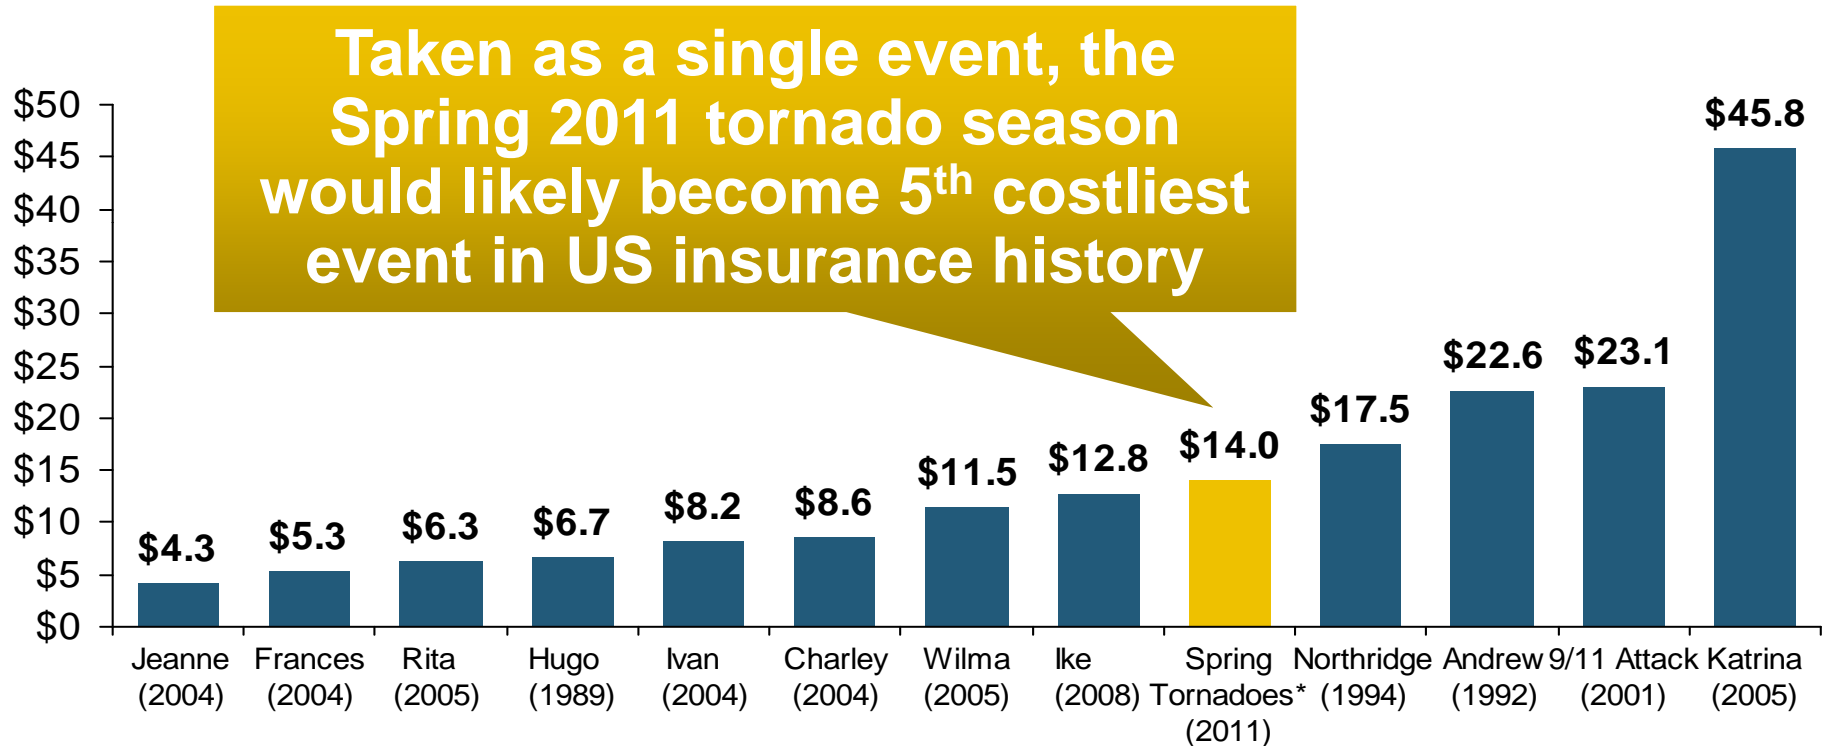 Taken as a single event, the
Spring 2011 tornado season
would likely become 5th costliest
event in US insurance history
$50
$45
$40
$35
$30
$25
$20
$15
$10
$5
$0
$4.3
$5.3
$6.3
$6.7
$8.2
$8.6
$11.5
$12.8
$14.0
$17.5
$22.6
$23.1
$45.8
Jeanne
(2004)
Frances
(2004)
Rita
(2005)
Hugo
(1989)
Ivan
(2004)
Charley
(2004)
Wilma
(2005)
Ike
(2008)
Spring
Tornadoes*
(2011)
Northridge
(1994)
Andrew
(1992)
9/11 Attack
(2001)
Katrina
(2005)